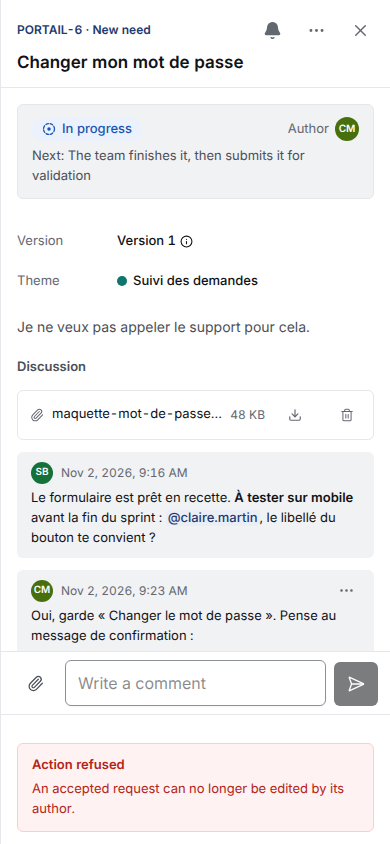 PORTAIL-6 · New need
Changer mon mot de passe
In progress
Author CM
Next: The team finishes it, then submits it for
validation
Version Version 1
Theme Suivi des demandes
Je ne veux pas appeler le support pour cela.
Discussion
maquette-mot-de-passe... 48 KB
SB Nov 2, 2026, 9:16 AM
Le formulaire est prêt en recette. À tester sur mobile
avant la fin du sprint : @claire.martin, le libellé du
bouton te convient ?
CM Nov 2, 2026, 9:23 AM
Oui, garde « Changer le mot de passe ». Pense au
message de confirmation :
Write a comment
Action refused
An accepted request can no longer be edited by its
author.